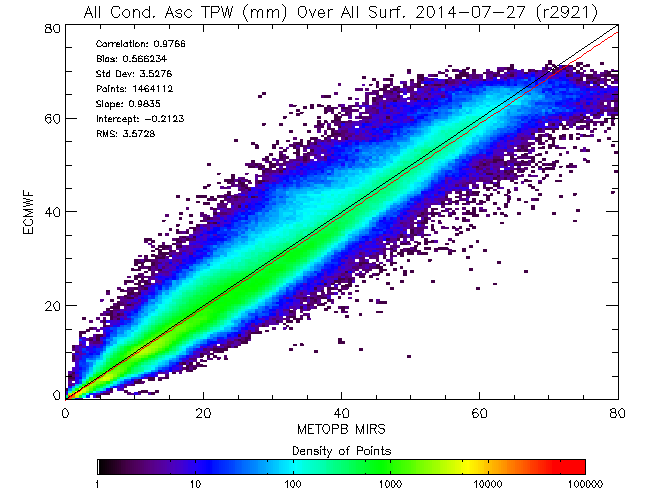 All Cond. Asc TPW (mm) Over All Surf. 2014-07-27 (r2921)
80
Correlation: 0.9766
Bias: 0.566234
Std Dev: 3.5276
Points: 1464112
Slope: 0.9835
Intercept: -0.2123
RMS: 3.5728
60
ECMWF
40
20
0
0 20 40 60 80
METOPB MIRS
Density of Points
1 10 100 1000 10000 100000